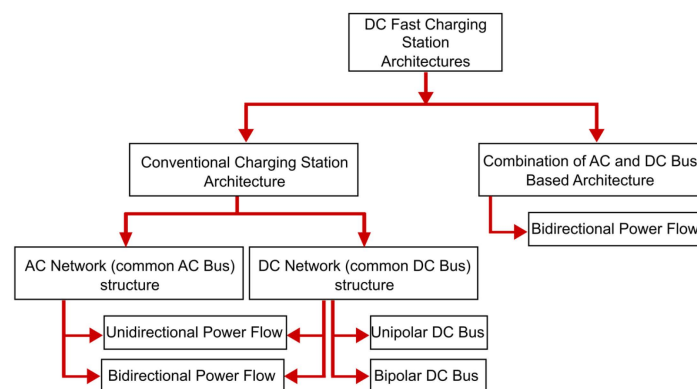 DC Fast Charging
Station
Architectures
Conventional Charging Station
Architecture
Combination of AC and DC Bus
Based Architecture
Bidirectional Power Flow
AC Network (common AC Bus)
structure
DC Network (common DC Bus)
structure
Unidirectional Power Flow
Unipolar DC Bus
Bidirectional Power Flow
Bipolar DC Bus